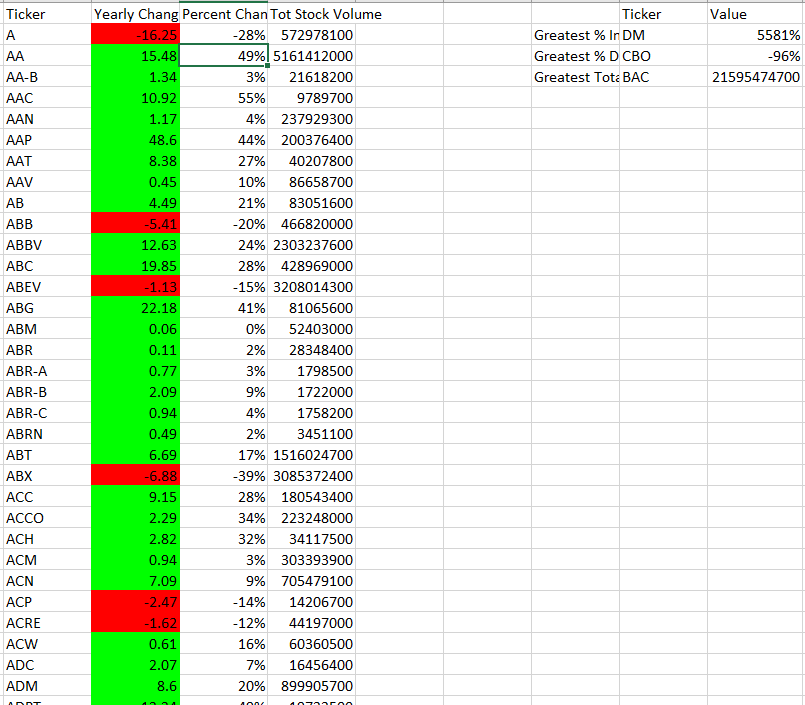 Ticker Yearly Chang Percent Chan Tot Stock Volume Ticker Value
A -16.25 -28% 572978100 Greatest % In DM 5581%
AA 15.48 49% 5161412000 Greatest % D CBO -96%
AA-B 1.34 3% 21618200 Greatest Tota BAC 21595474700
AAC 10.92 55% 9789700
AAN 1.17 4% 237929300
AAP 48.6 44% 200376400
AAT 8.38 27% 40207800
AAV 0.45 10% 86658700
AB 4.49 21% 83051600
ABB -5.41 -20% 466820000
ABBV 12.63 24% 2303237600
ABC 19.85 28% 428969000
ABEV -1.13 -15% 3208014300
ABG 22.18 41% 81065600
ABM 0.06 0% 52403000
ABR 0.11 2% 28348400
ABR-A 0.77 3% 1798500
ABR-B 2.09 9% 1722000
ABR-C 0.94 4% 1758200
ABRN 0.49 2% 3451100
ABT 6.69 17% 1516024700
ABX -6.88 -39% 3085372400
ACC 9.15 28% 180543400
ACCO 2.29 34% 223248000
ACH 2.82 32% 34117500
ACM 0.94 3% 303393900
ACN 7.09 9% 705479100
ACP -2.47 -14% 14206700
ACRE -1.62 -12% 44197000
ACW 0.61 16% 60360500
ADC 2.07 7% 16456400
ADM 8.6 20% 899905700